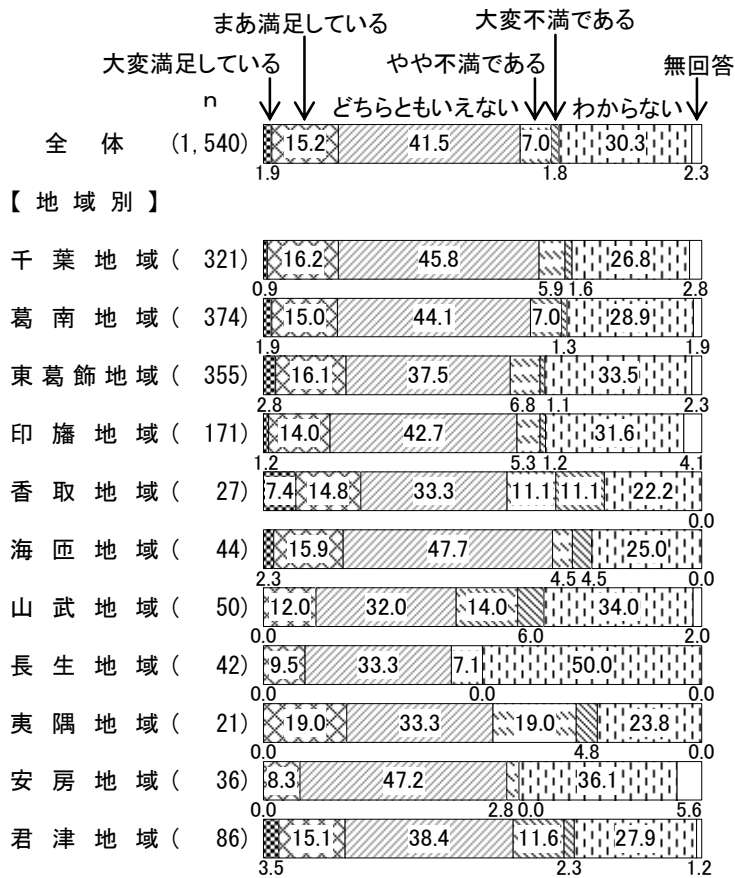 まあ満足している 大変不満である
大変満足している やや不満である 無回答
n どちらともいえない わからない
全体 (1,540) 15.2 41.5 7.0 30.3
1.9 1.8 2.3
【地域別】
千葉地域( 321) 16.2 45.8 26.8
0.9 5.9 1.6 2.8
葛南地域( 374) 15.0 44.1 7.0 28.9
1.9 1.3 1.9
東葛飾地域( 355) 16.1 37.5 33.5
2.8 6.8 1.1 2.3
印旛地域( 171) 14.0 42.7 31.6
1.2 5.3 1.2 4.1
香取地域( 27) 7.4 14.8 33.3 11.1 11.1 22.2
0.0
海匝地域( 44) 15.9 47.7 25.0
2.3 4.5 4.5 0.0
山武地域( 50) 12.0 32.0 14.0 34.0
0.0 6.0 2.0
長生地域( 42) 9.5 33.3 7.1 50.0
0.0 0.0 0.0
夷隅地域( 21) 19.0 33.3 19.0 23.8
0.0 4.8 0.0
安房地域( 36) 8.3 47.2 36.1
0.0 2.8 0.0 5.6
君津地域( 86) 15.1 38.4 11.6 27.9
3.5 2.3 1.2